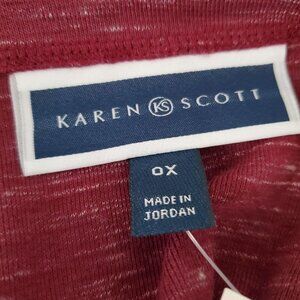 KAREN KS SCOTT
0X
MADE IN
JORDAN